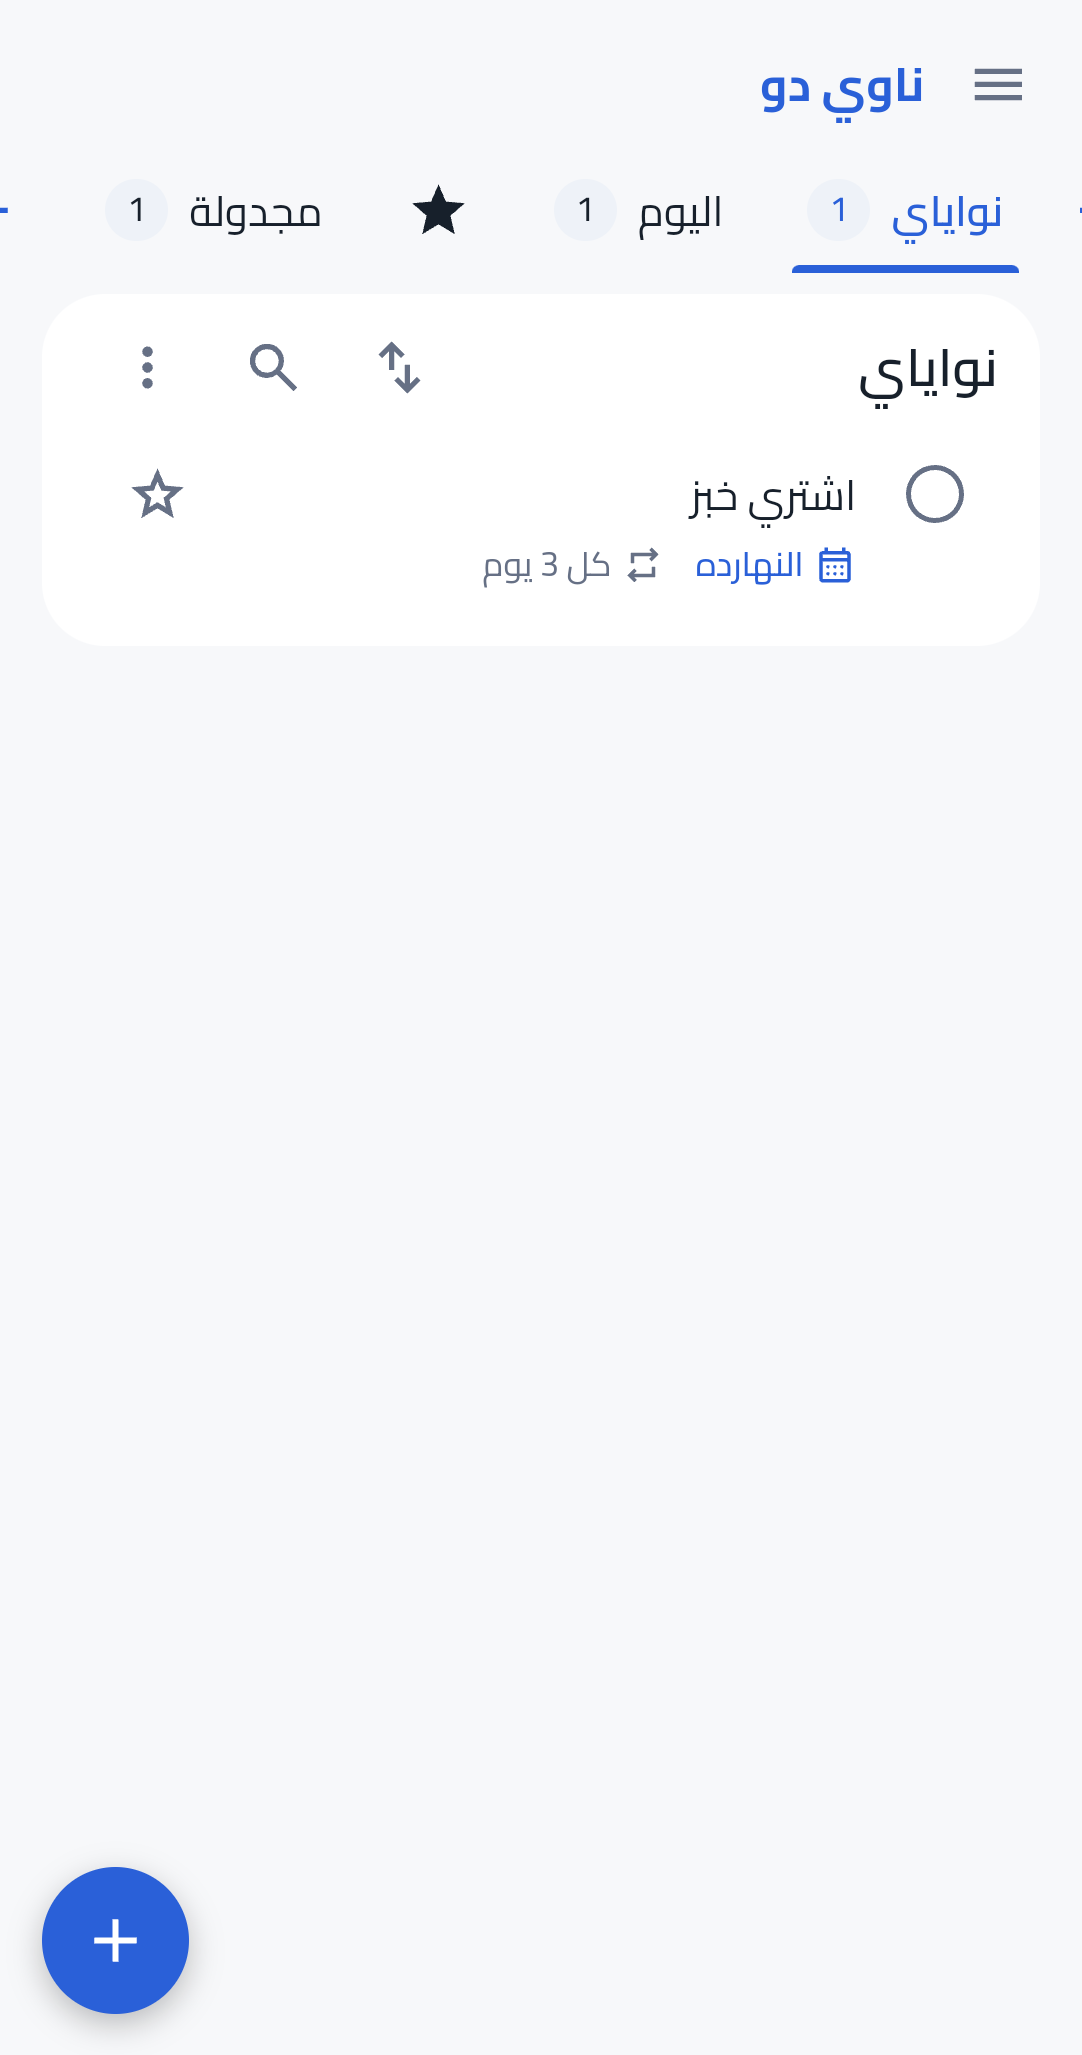 ناوي دو
نواياي 1 اليوم 1 مجدولة 1
نواياي
اشتري خبز
النهارده كل 3 يوم